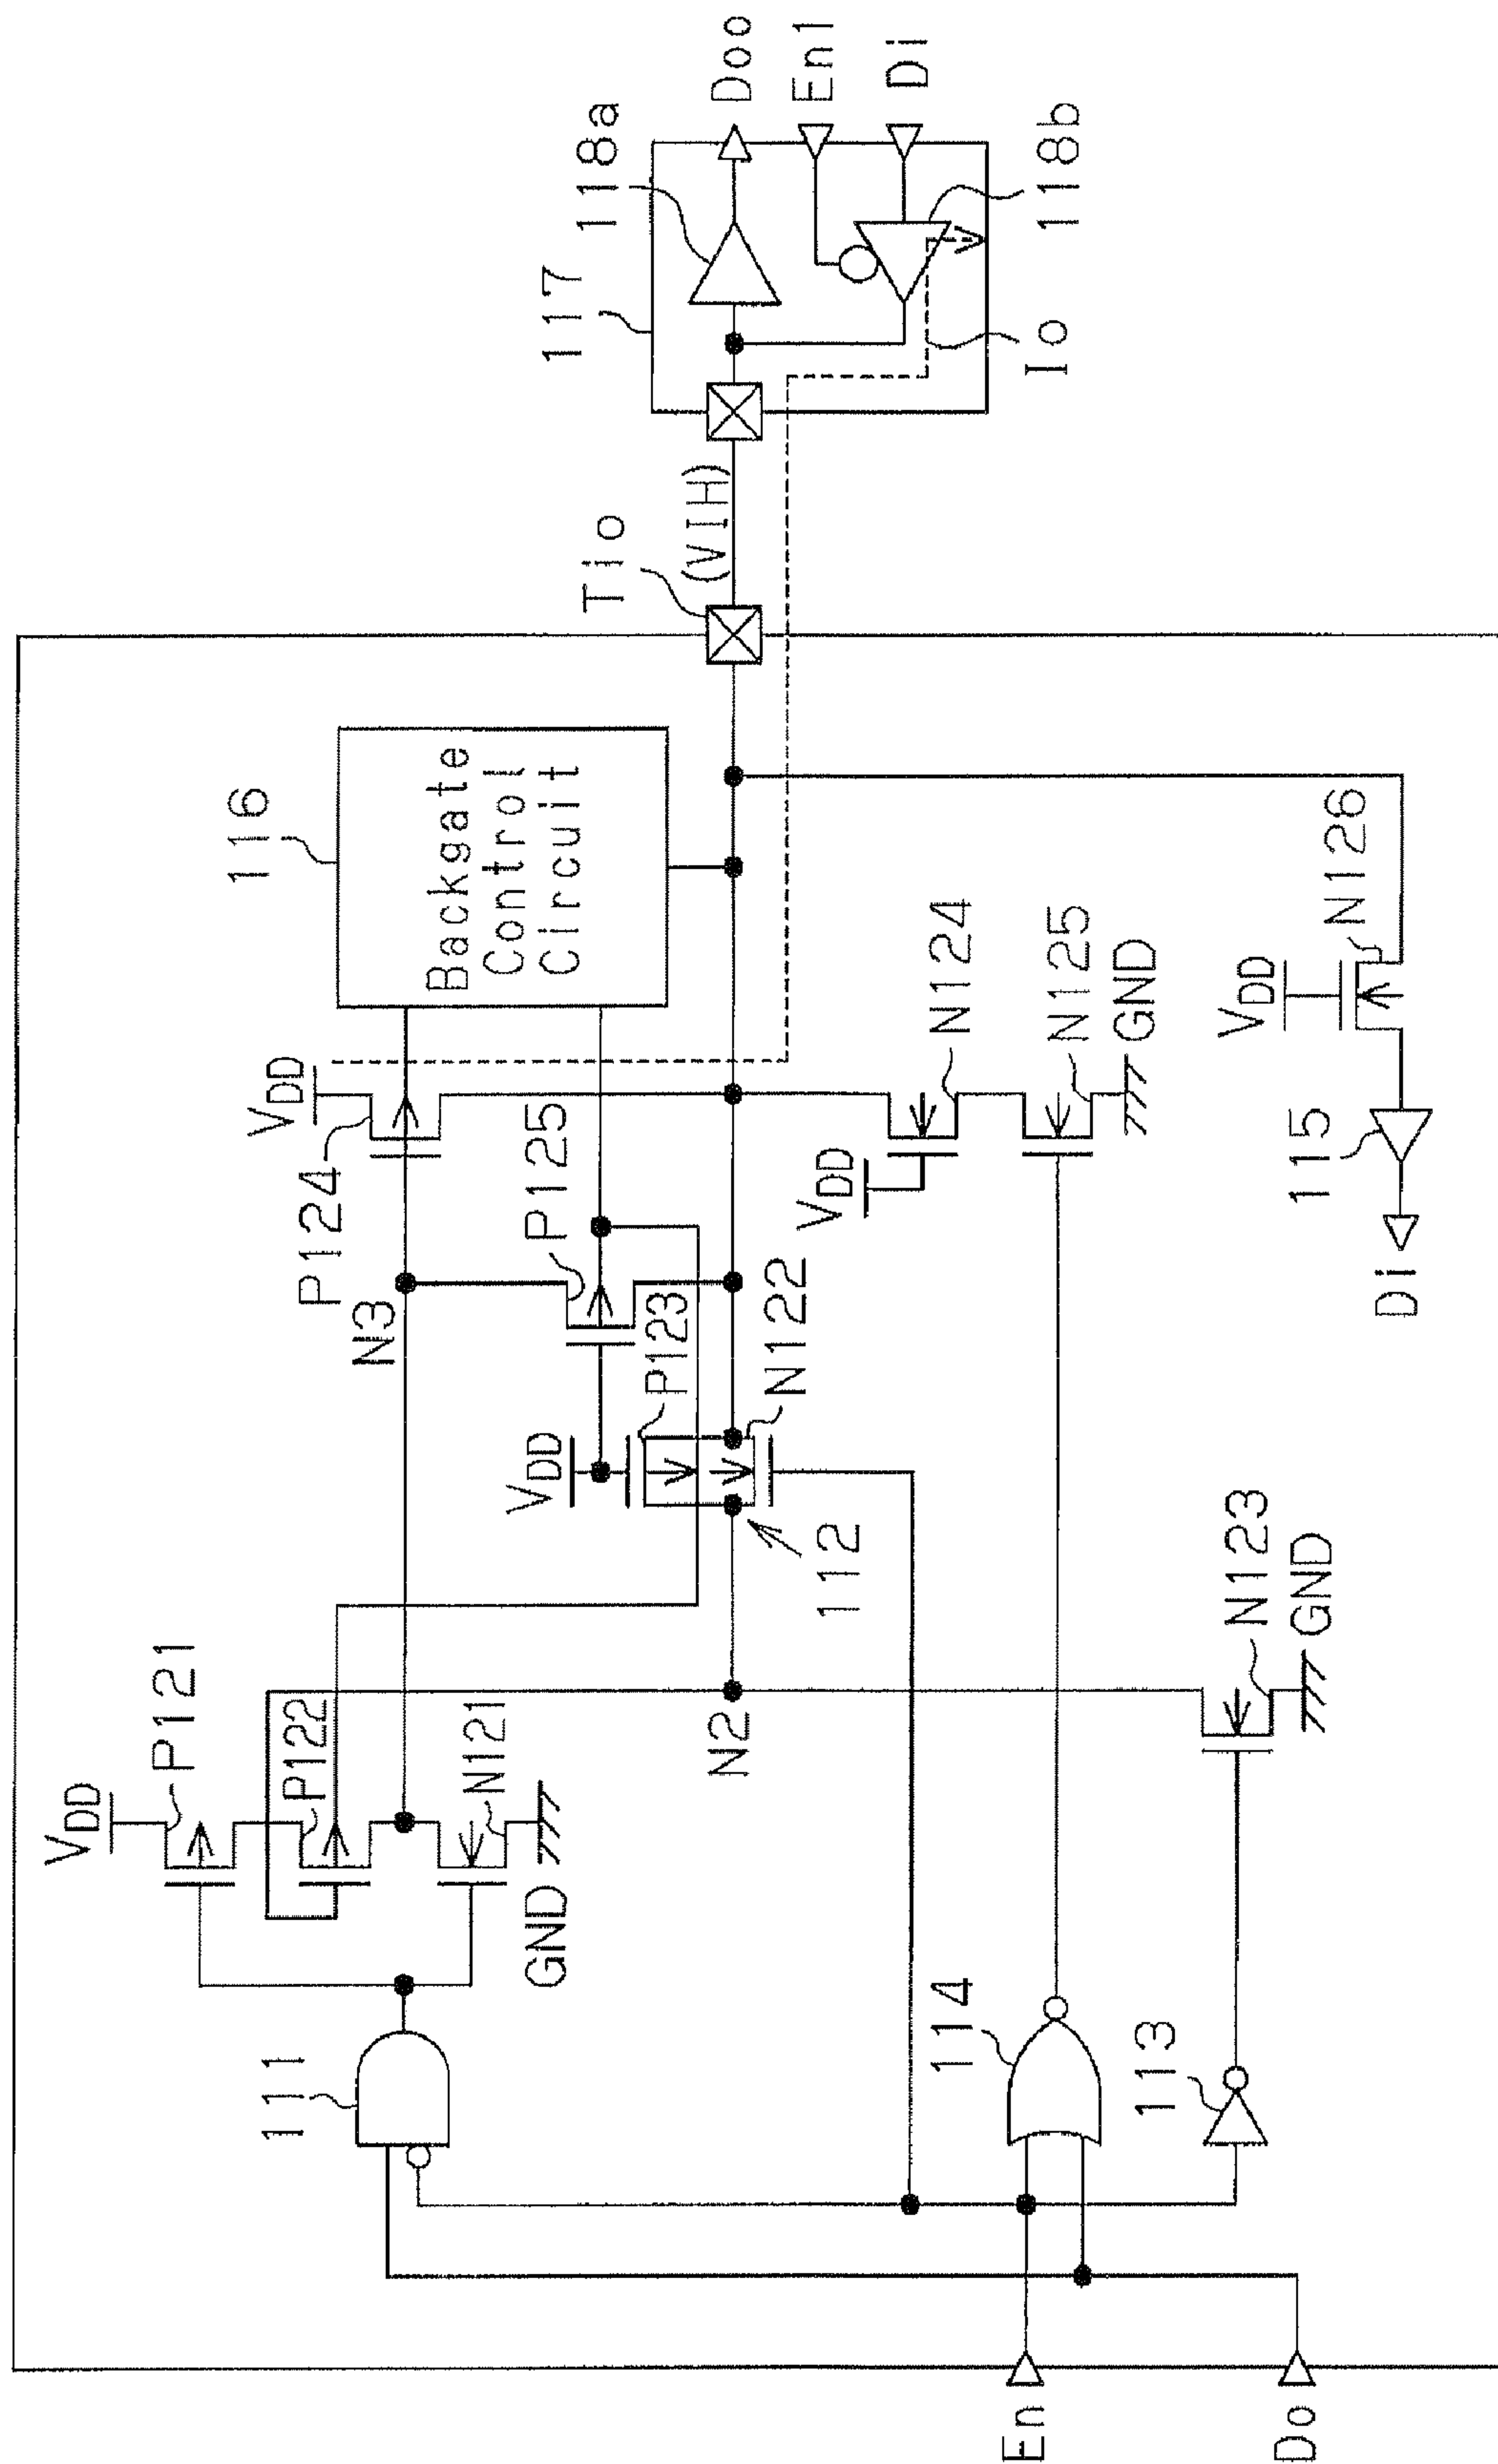 VDD
P121
P122
N121
GND
111
En
Do
114
113
N123
GND
N2
N3
P124
VDD
P125
VDD
P123
N122
112
116
Backgate
Control
Circuit
VDD
N124
N125
GND
VDD
N126
115
Di
Tio
(VIH)
117
118a
Doo
En1
Di
118b
Io